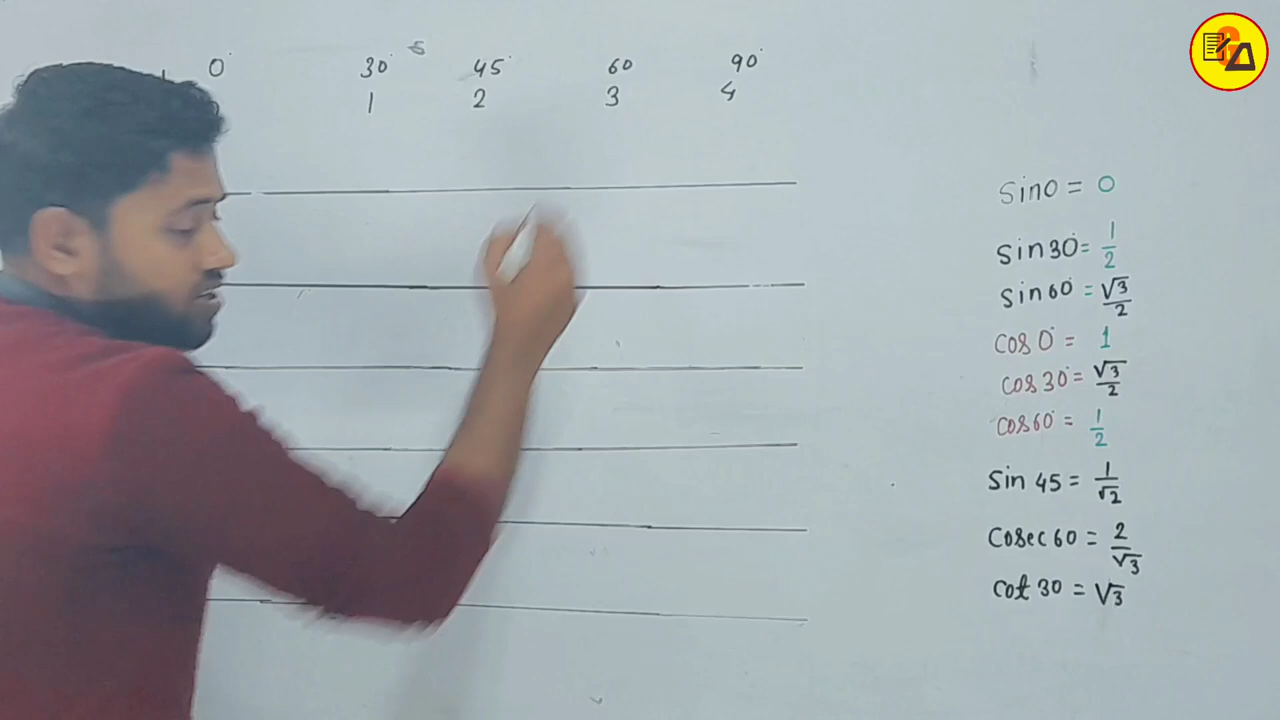 0° 30° 45° 60 90°
1 2 3 4
sin0 = 0
sin30° = 1/2
sin60° = √3/2
cos0° = 1
cos30° = √3/2
cos60° = 1/2
sin 45 = 1/√2
cosec 60 = 2/√3
cot 30 = √3